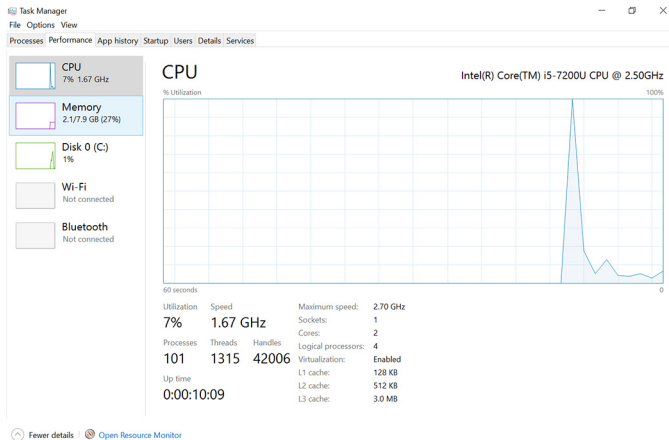 Task Manager
File Options View
Processes Performance App history Startup Users Details Services
CPU
7% 1.67 GHz
Memory
2.1/7.9 GB (27%)
Disk 0 (C:)
1%
Wi-Fi
Not connected
Bluetooth
Not connected
CPU Intel(R) Core(TM) i5-7200U CPU @ 2.50GHz
% Utilization 100%
60 seconds 0
Utilization Speed
7% 1.67 GHz
Processes Threads Handles
101 1315 42006
Up time
0:00:10:09
Maximum speed: 2.70 GHz
Sockets: 1
Cores: 2
Logical processors: 4
Virtualization: Enabled
L1 cache: 128 KB
L2 cache: 512 KB
L3 cache: 3.0 MB
Fewer details Open Resource Monitor